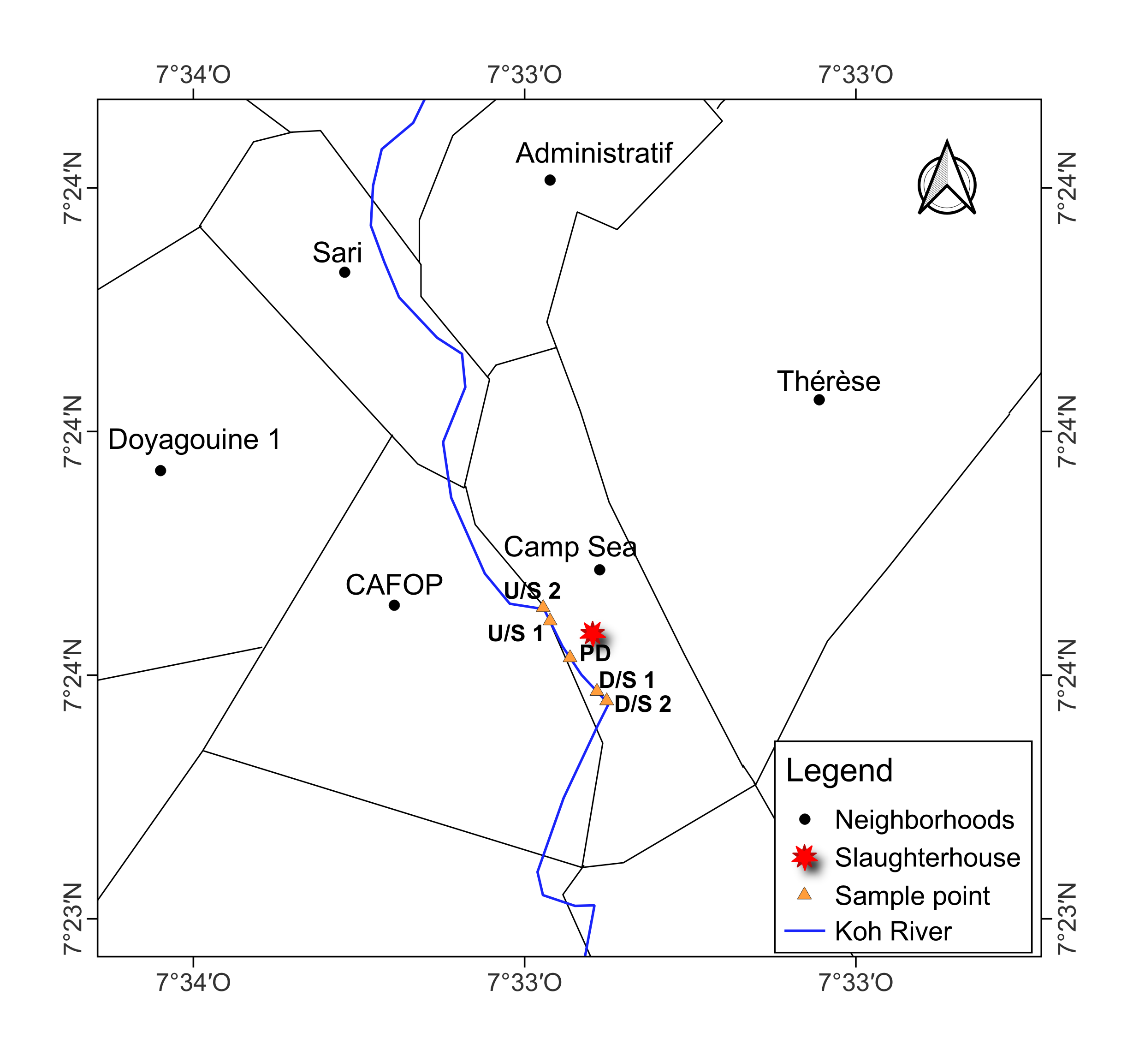 7°34′O 7°33′O 7°33′O
Administratif
7°24′N 7°24′N
Sari
Thérèse
7°24′N 7°24′N
Doyagouine 1
Camp Sea
CAFOP
U/S 2
U/S 1
PD
7°24′N 7°24′N
D/S 1
D/S 2
Legend
Neighborhoods
Slaughterhouse
Sample point
Koh River
7°23′N 7°23′N
7°34′O 7°33′O 7°33′O